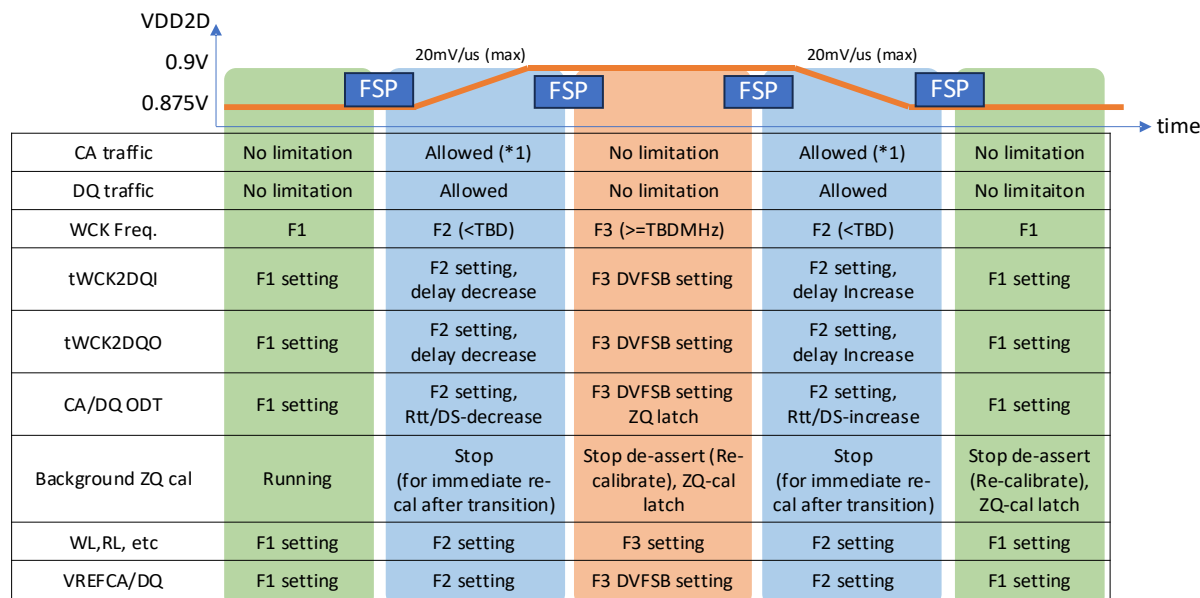 VDD2D
0.9V
0.875V
20mV/us (max)
20mV/us (max)
FSP
FSP
FSP
FSP
time
CA traffic
No limitation
Allowed (*1)
No limitation
Allowed (*1)
No limitation
DQ traffic
No limitation
Allowed
No limitation
Allowed
No limitaiton
WCK Freq.
F1
F2 (<TBD)
F3 (>=TBDMHz)
F2 (<TBD)
F1
tWCK2DQI
F1 setting
F2 setting,
delay decrease
F3 DVFSB setting
F2 setting,
delay Increase
F1 setting
tWCK2DQO
F1 setting
F2 setting,
delay decrease
F3 DVFSB setting
F2 setting,
delay Increase
F1 setting
CA/DQ ODT
F1 setting
F2 setting,
Rtt/DS-decrease
F3 DVFSB setting
ZQ latch
F2 setting,
Rtt/DS-increase
F1 setting
Background ZQ cal
Running
Stop
(for immediate re-
cal after transition)
Stop de-assert (Re-
calibrate), ZQ-cal
latch
Stop
(for immediate re-
cal after transition)
Stop de-assert
(Re-calibrate),
ZQ-cal latch
WL,RL, etc
F1 setting
F2 setting
F3 setting
F2 setting
F1 setting
VREFCA/DQ
F1 setting
F2 setting
F3 DVFSB setting
F2 setting
F1 setting